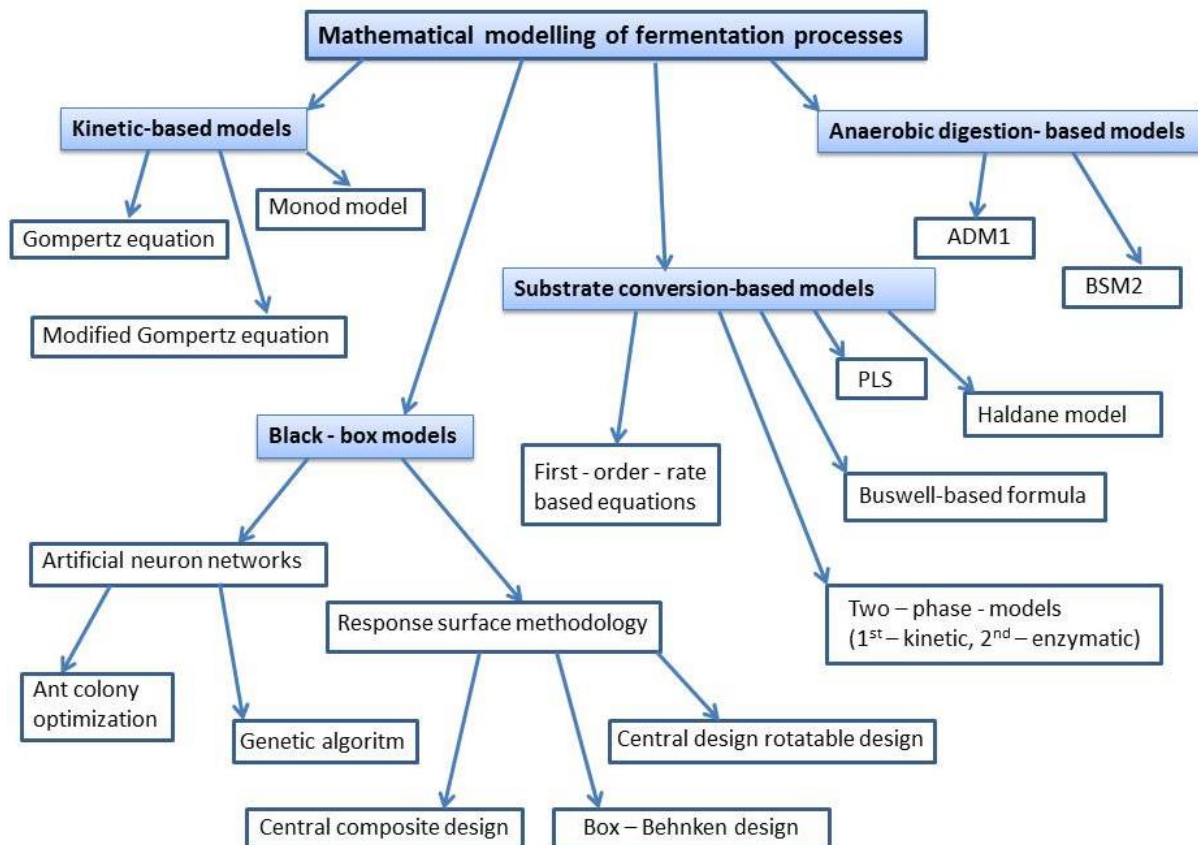 Mathematical modelling of fermentation processes
Kinetic-based models
Anaerobic digestion- based models
Monod model
Gompertz equation
ADM1
BSM2
Substrate conversion-based models
Modified Gompertz equation
PLS
Haldane model
Black - box models
First - order - rate
based equations
Buswell-based formula
Artificial neuron networks
Response surface methodology
Two – phase - models
(1st – kinetic, 2nd – enzymatic)
Ant colony
optimization
Genetic algoritm
Central design rotatable design
Central composite design
Box – Behnken design